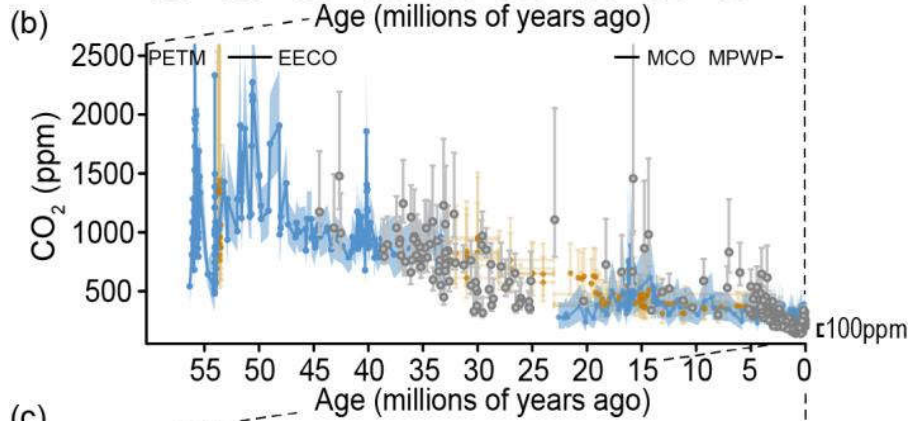 Age (millions of years ago)
(b)
2500
PETM EECO MCO MPWP
2000
1500
1000
500
CO₂ (ppm)
100ppm
55 50 45 40 35 30 25 20 15 10 5 0
Age (millions of years ago)
(c)